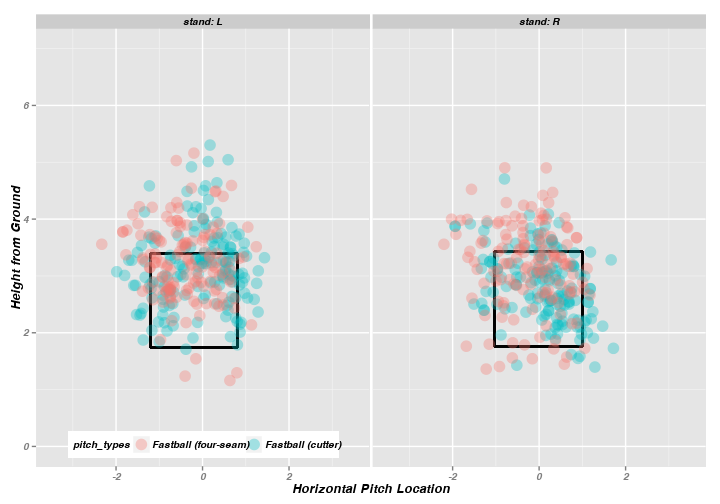 stand: L
stand: R
6
4
2
0
Height from Ground
pitch_types
Fastball (four-seam)
Fastball (cutter)
-2
0
2
-2
0
2
Horizontal Pitch Location